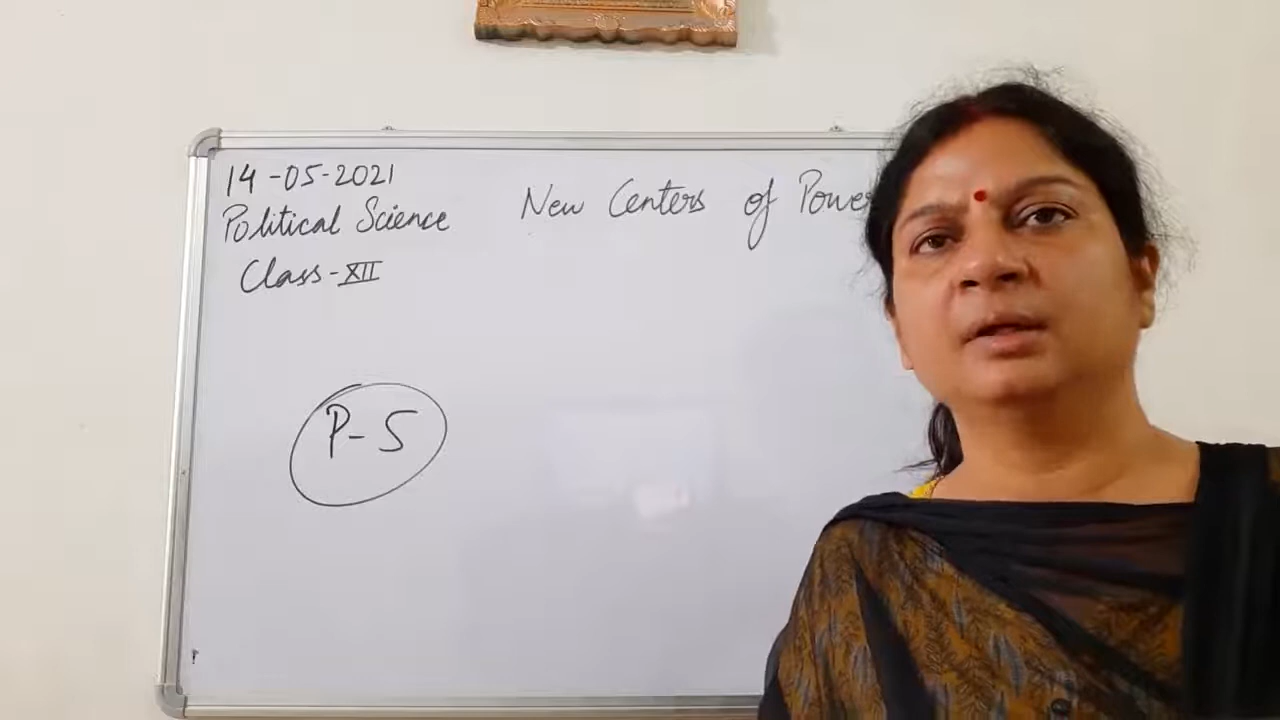 14-05-2021
Political Science
Class-XII
New Centers of Power
P-5